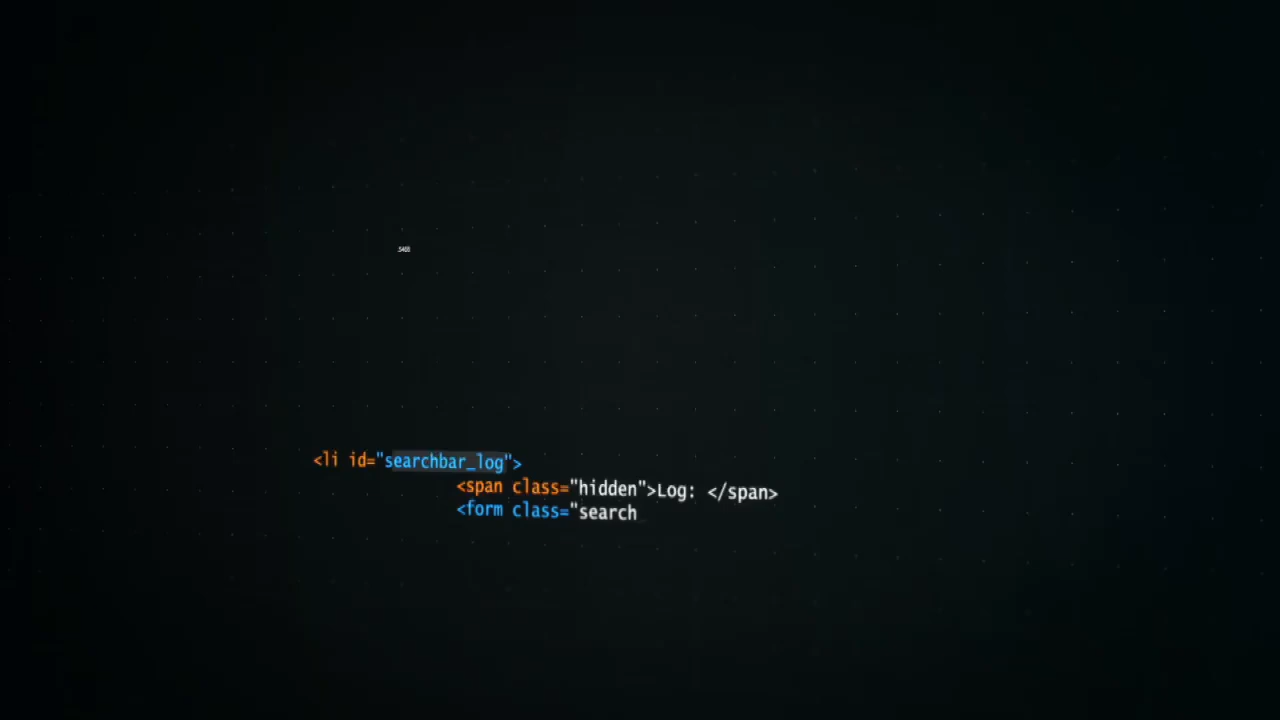 <li id="searchbar_log">
<span class="hidden">Log: </span>
<form class="search